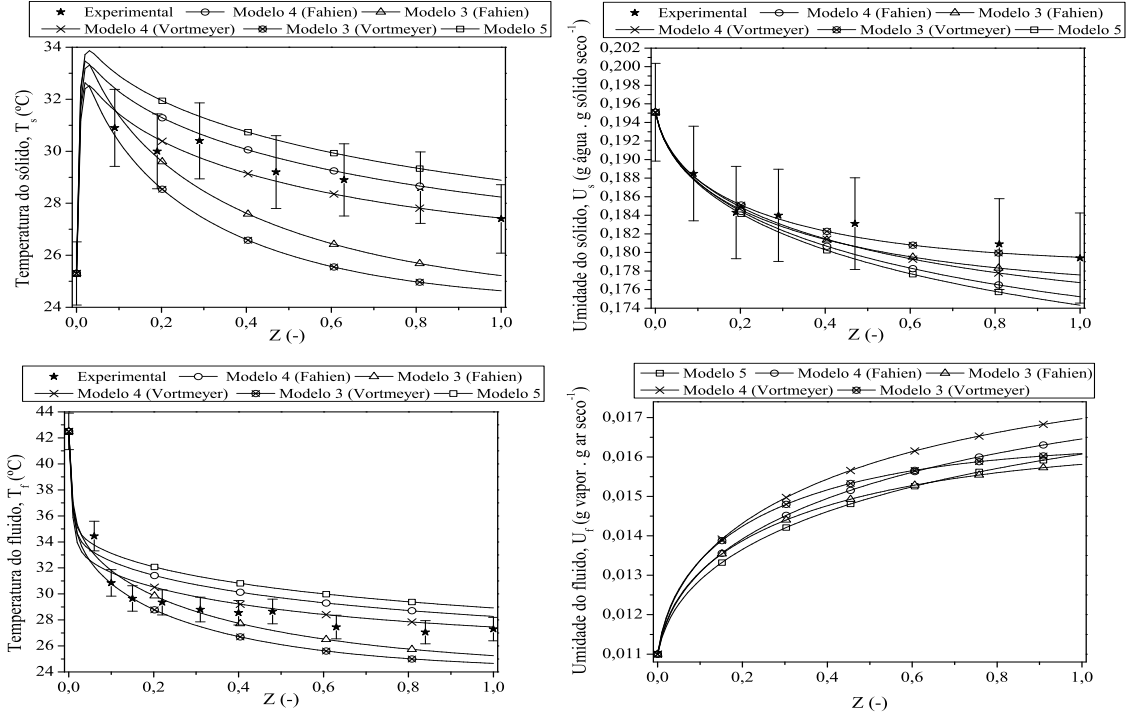 Experimental Modelo 4 (Fahien) Modelo 3 (Fahien)
Modelo 4 (Vortmeyer) Modelo 3 (Vortmeyer) Modelo 5
Temperatura do sólido, Tₛ (ºC)
34
32
30
28
26
24
0,0 0,2 0,4 0,6 0,8 1,0
Z (-)
Experimental Modelo 4 (Fahien) Modelo 3 (Fahien)
Modelo 4 (Vortmeyer) Modelo 3 (Vortmeyer) Modelo 5
Umidade do sólido, Uₛ (g água . g sólido seco⁻¹)
0,202
0,200
0,198
0,196
0,194
0,192
0,190
0,188
0,186
0,184
0,182
0,180
0,178
0,176
0,174
0,0 0,2 0,4 0,6 0,8 1,0
Z (-)
Experimental Modelo 4 (Fahien) Modelo 3 (Fahien)
Modelo 4 (Vortmeyer) Modelo 3 (Vortmeyer) Modelo 5
Temperatura do fluido, T_f (ºC)
44
42
40
38
36
34
32
30
28
26
24
0,0 0,2 0,4 0,6 0,8 1,0
Z (-)
Modelo 5 Modelo 4 (Fahien) Modelo 3 (Fahien)
Modelo 4 (Vortmeyer) Modelo 3 (Vortmeyer)
Umidade do fluido, U_f (g vapor . g ar seco⁻¹)
0,017
0,016
0,015
0,014
0,013
0,012
0,011
0,0 0,2 0,4 0,6 0,8 1,0
Z (-)